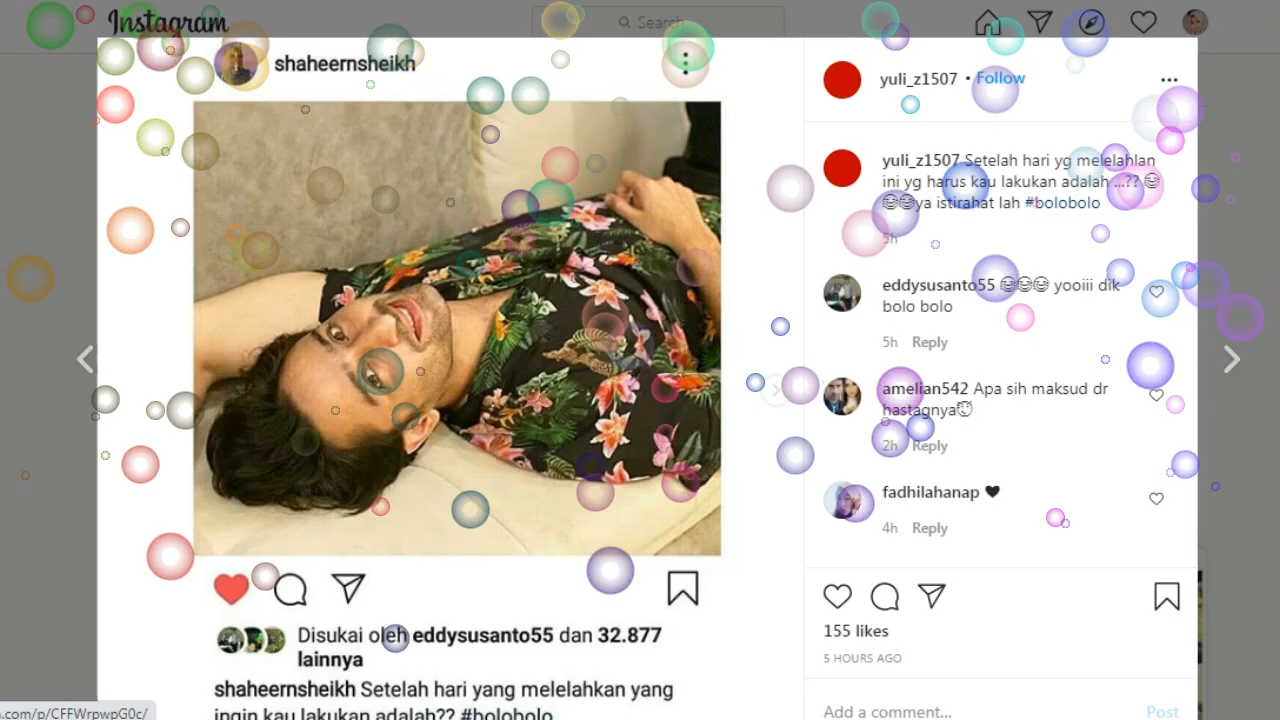 Instagram
Search
shaheernsheikh
Disukai oleh eddysusanto55 dan 32.877
lainnya
shaheernsheikh Setelah hari yang melelahkan yang
ingin kau lakukan adalah?? #bolobolo
yuli_z1507 • Follow
yuli_z1507 Setelah hari yg melelahlan
ini yg harus kau lakukan adalah ...?? 😅
😅😅ya istirahat lah #bolobolo
5h
eddysusanto55 😅😅😅 yooiii dik
bolo bolo
5h Reply
amelian542 Apa sih maksud dr
hastagnya😇
2h Reply
fadhilahanap 🖤
4h Reply
155 likes
5 HOURS AGO
Add a comment... Post
.com/p/CFFWrpwpG0c/